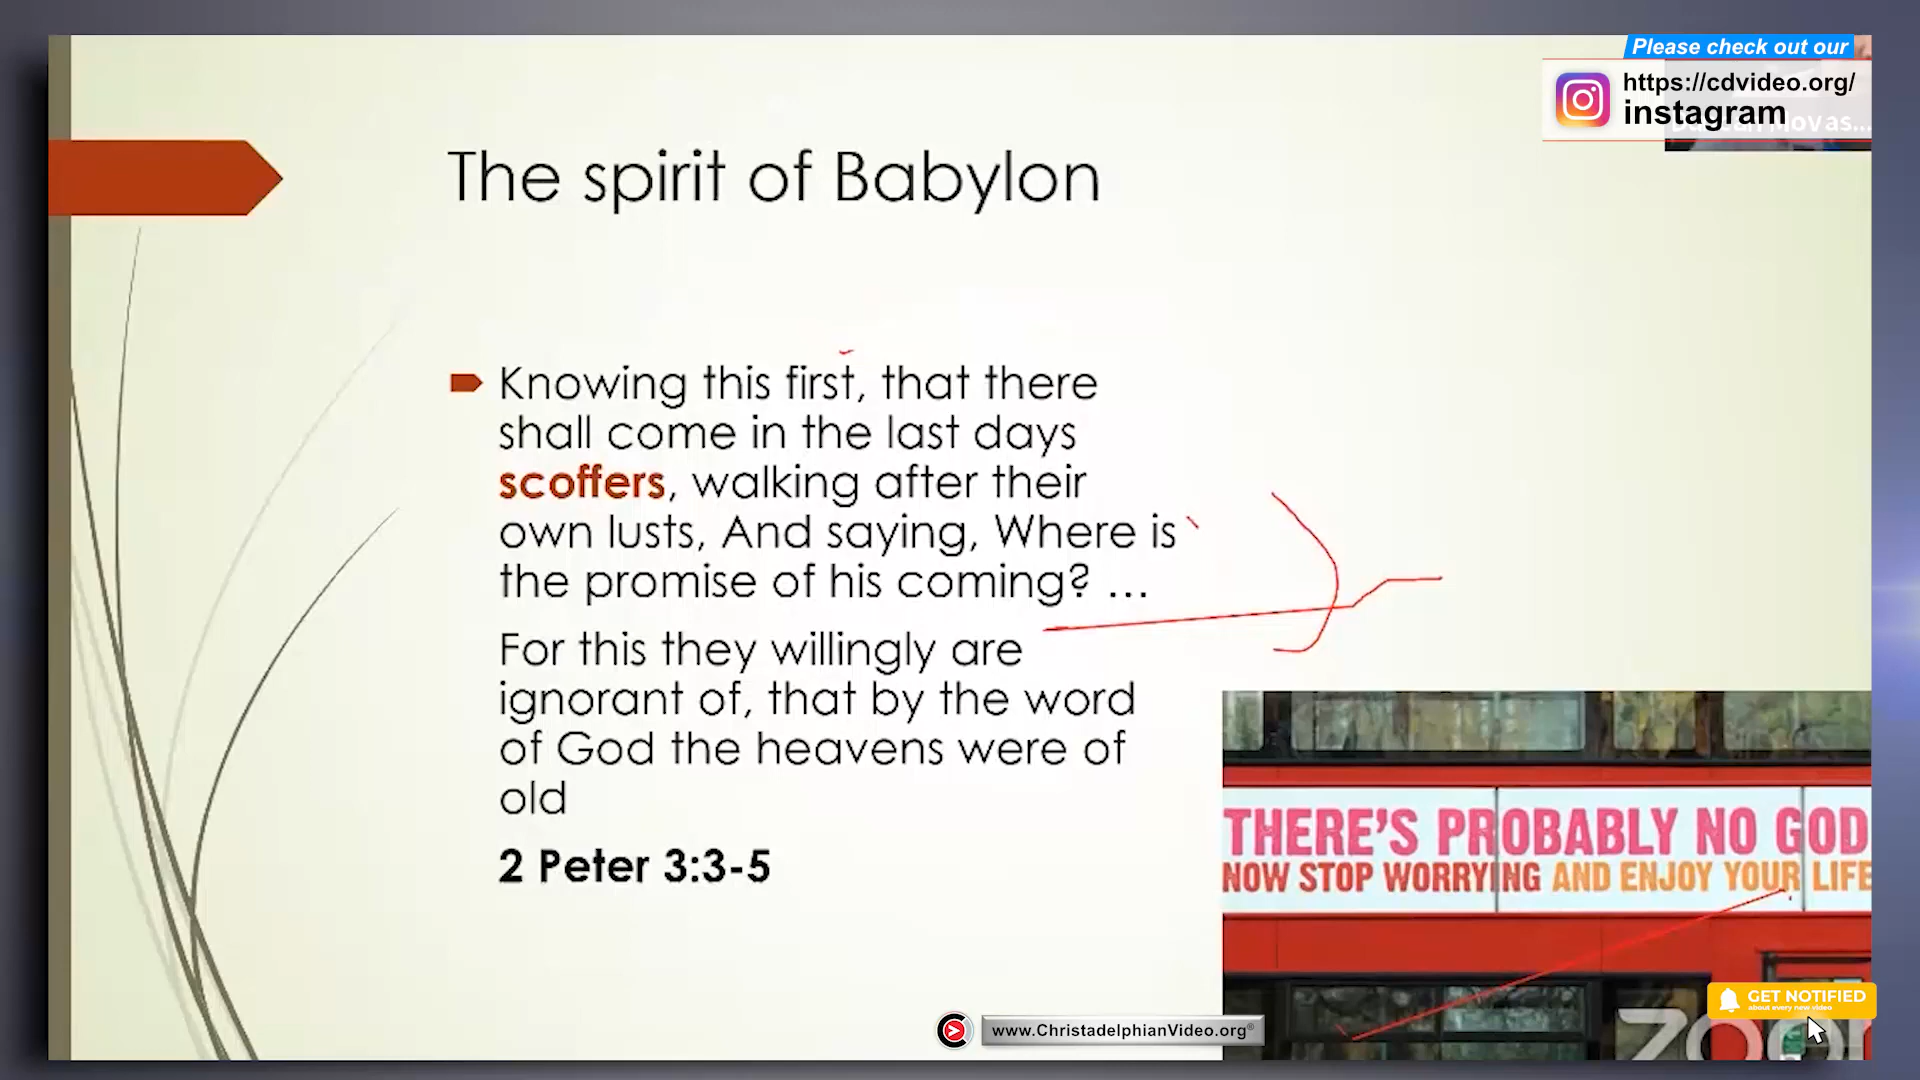 Please check out our
https://cdvideo.org/
instagram
The spirit of Babylon
Knowing this first, that there
shall come in the last days
scoffers, walking after their
own lusts, And saying, Where is
the promise of his coming? ...
For this they willingly are
ignorant of, that by the word
of God the heavens were of
old
2 Peter 3:3-5
THERE'S PROBABLY NO GOD
NOW STOP WORRYING AND ENJOY YOUR LIFE
GET NOTIFIED
about every new video
www.ChristadelphianVideo.org®